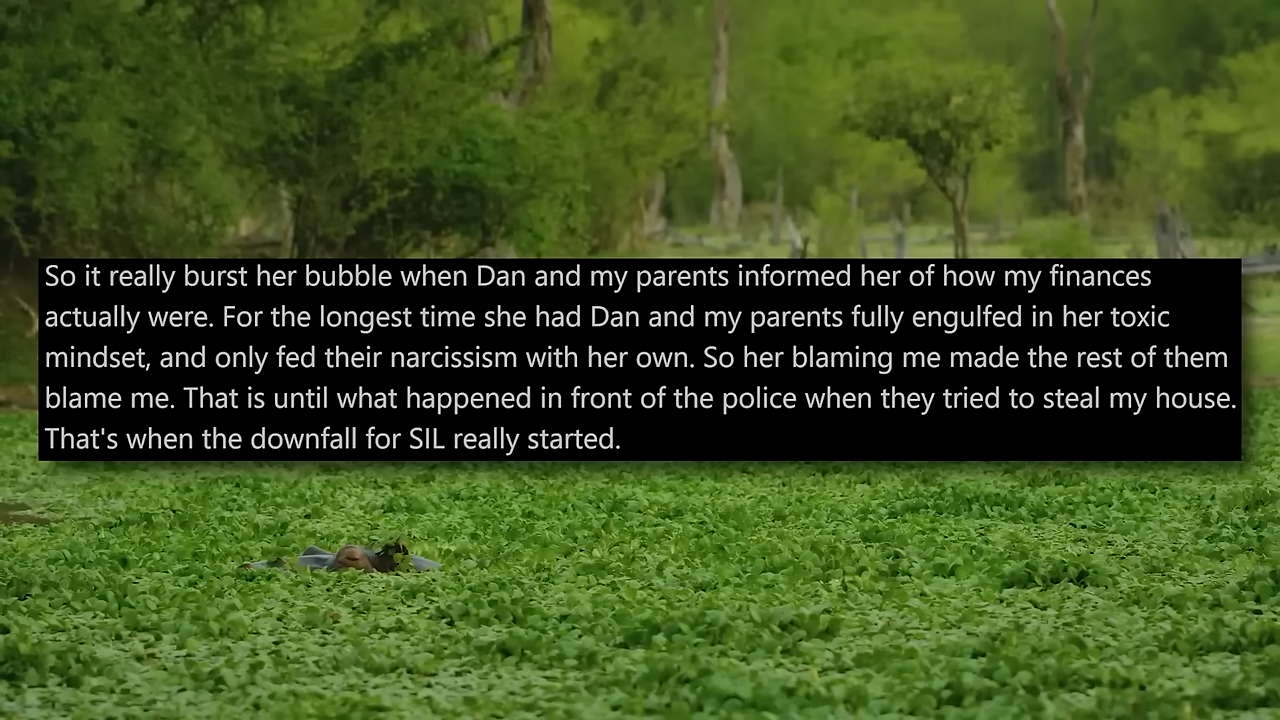 So it really burst her bubble when Dan and my parents informed her of how my finances
actually were. For the longest time she had Dan and my parents fully engulfed in her toxic
mindset, and only fed their narcissism with her own. So her blaming me made the rest of them
blame me. That is until what happened in front of the police when they tried to steal my house.
That's when the downfall for SIL really started.